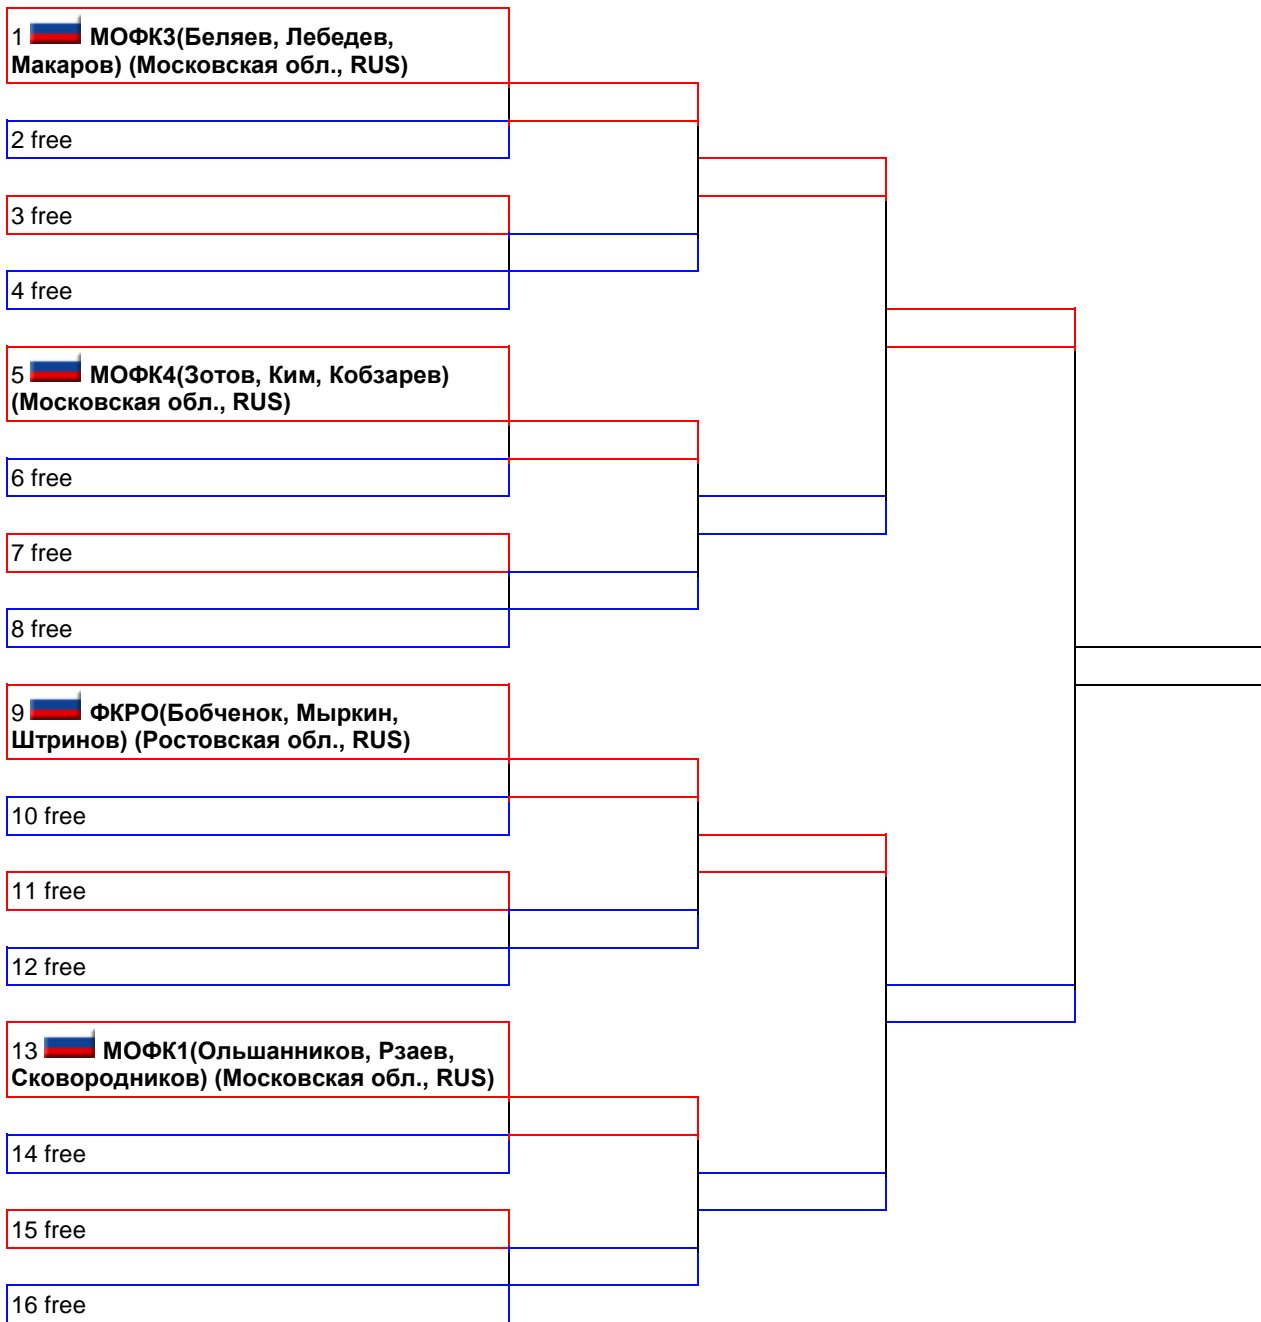 1 МОФК3(Беляев, Лебедев,
Макаров) (Московская обл., RUS)
2 free
3 free
4 free
5 МОФК4(Зотов, Ким, Кобзарев)
(Московская обл., RUS)
6 free
7 free
8 free
9 ФКРО(Бобченок, Мыркин,
Штринов) (Ростовская обл., RUS)
10 free
11 free
12 free
13 МОФК1(Ольшанников, Рзаев,
Сковородников) (Московская обл., RUS)
14 free
15 free
16 free